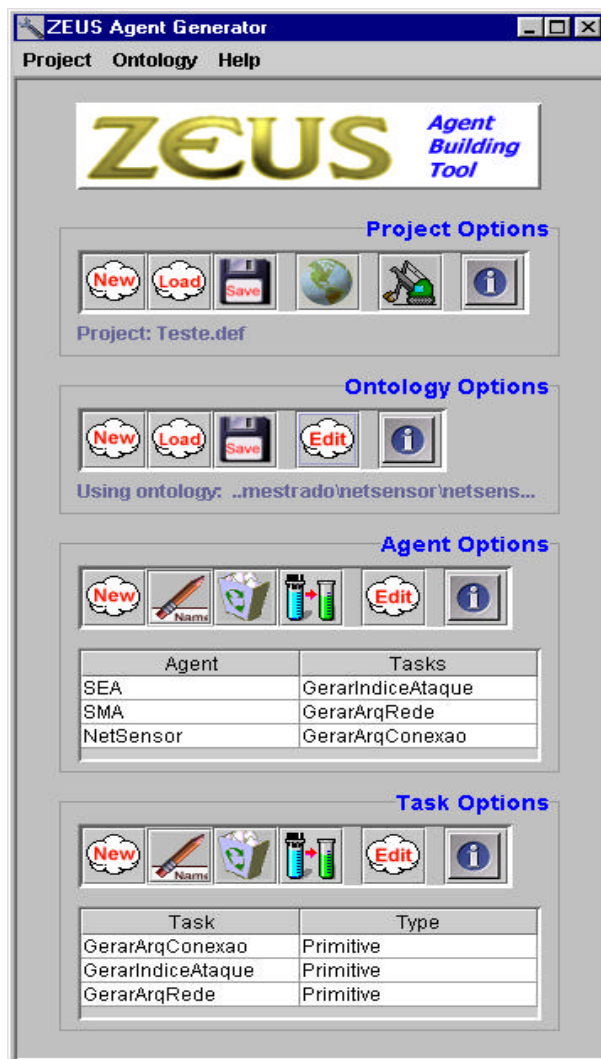 ZEUS Agent Generator
Project Ontology Help
ZEUS Agent Building Tool
Project Options
New Load Save
Project: Teste.def
Ontology Options
New Load Save Edit
Using ontology: ..mestrado\netsensor\netsens...
Agent Options
New Name Edit
Agent Tasks
SEA GerarIndiceAtaque
SMA GerarArqRede
NetSensor GerarArqConexao
Task Options
New Name Edit
Task Type
GerarArqConexao Primitive
GerarIndiceAtaque Primitive
GerarArqRede Primitive